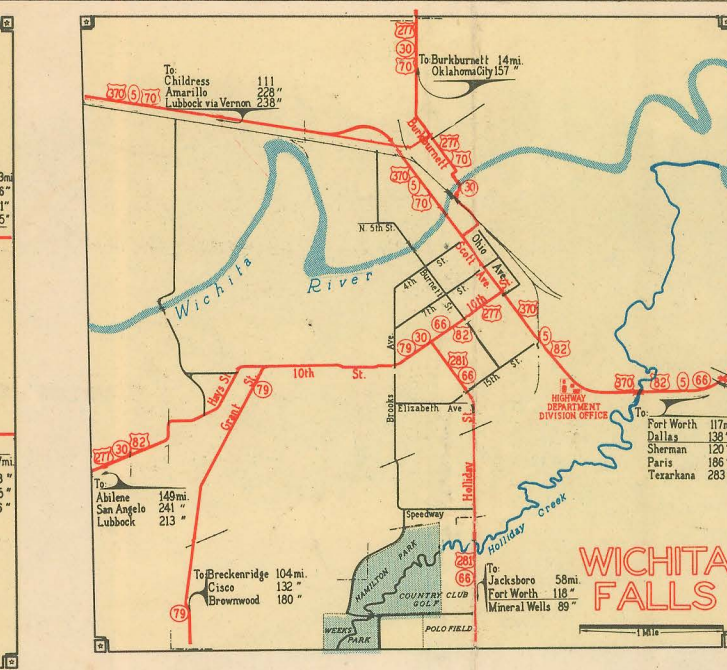 277
30
70
To: Burkburnett 14mi.
OklahomaCity 157 "
To:
Childress 111
Amarillo 228 "
Lubbock via Vernon 238 "
370 5 70
Burkburnett
277
70
370
5
70
30
N. 5th St.
Wichita River
Scott Ave.
Ohio Ave.
4th St.
Burnett St.
7th St.
10th St.
277
370
5
82
79 30 66 82
281
66
15th St.
Brooks Ave
Elizabeth Ave
10th St.
Hays St.
Grant St.
79
277 30 82
HIGHWAY
DEPARTMENT
DIVISION OFFICE
370 82 5 66
To:
Fort Worth 117m
Dallas 138"
Sherman 120
Paris 186"
Texarkana 283
To:
Abilene 149mi.
San Angelo 241 "
Lubbock 213 "
Holliday St.
Speedway
Holliday Creek
HAMILTON PARK
COUNTRY CLUB
GOLF
WEEKS
PARK
POLO FIELD
281
66
To: Breckenridge 104mi.
Cisco 132 "
Brownwood 180 "
79
To:
Jacksboro 58mi.
Fort Worth 118 "
Mineral Wells 89 "
WICHITA
FALLS
1 Mile